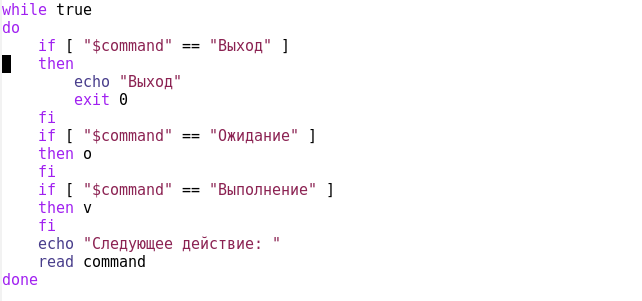 while true
do
    if [ "$command" == "Выход" ]
    then
        echo "Выход"
        exit 0
    fi
    if [ "$command" == "Ожидание" ]
    then o
    fi
    if [ "$command" == "Выполнение" ]
    then v
    fi
    echo "Следующее действие: "
    read command
done